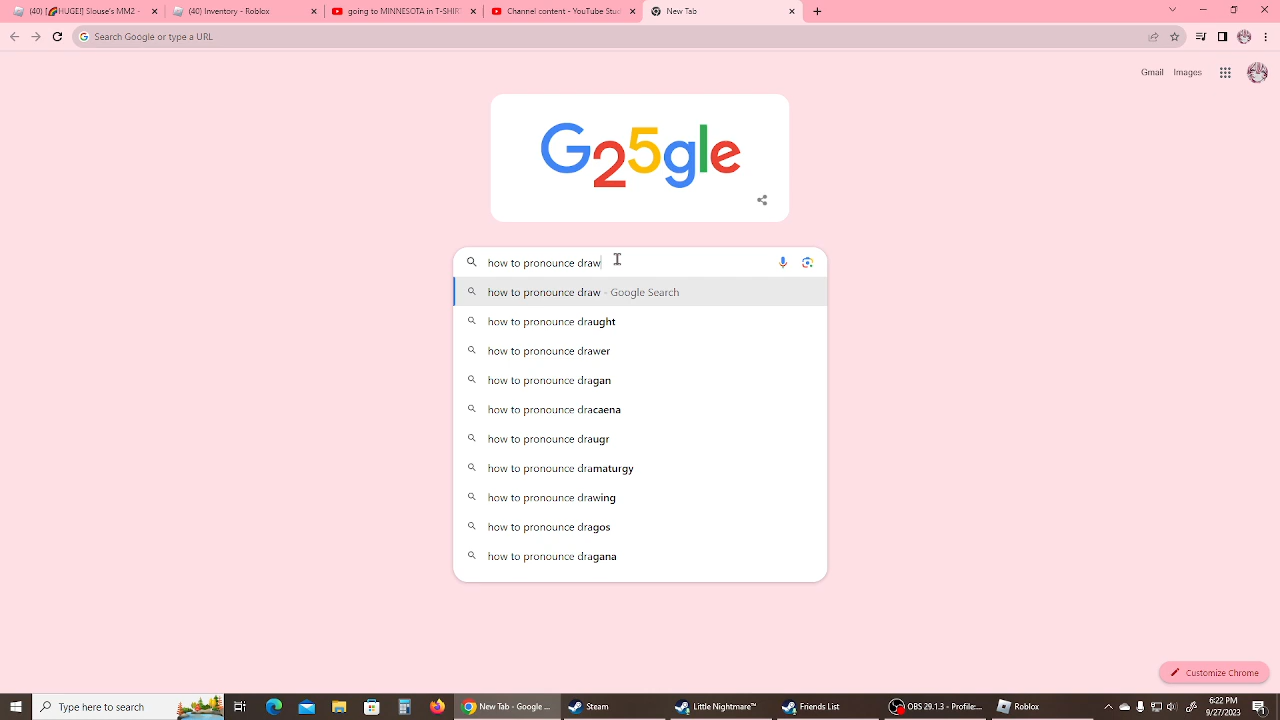 (40) [🌈HUGE!] Slouse's MM2 -
(40) Inventory - Roblox
going to MINNESOTA in T-SHIRT
Channel content - YouTube Stud
New Tab
Search Google or type a URL
Gmail Images
G25gle
how to pronounce draw
how to pronounce draw - Google Search
how to pronounce draught
how to pronounce drawer
how to pronounce dragan
how to pronounce dracaena
how to pronounce draugr
how to pronounce dramaturgy
how to pronounce drawing
how to pronounce dragos
how to pronounce dragana
Customize Chrome
Type here to search
New Tab - Google ...
Steam
Little Nightmare™
Friends List
OBS 29.1.3 - Profile...
Roblox
6:22 PM
9/27/2023